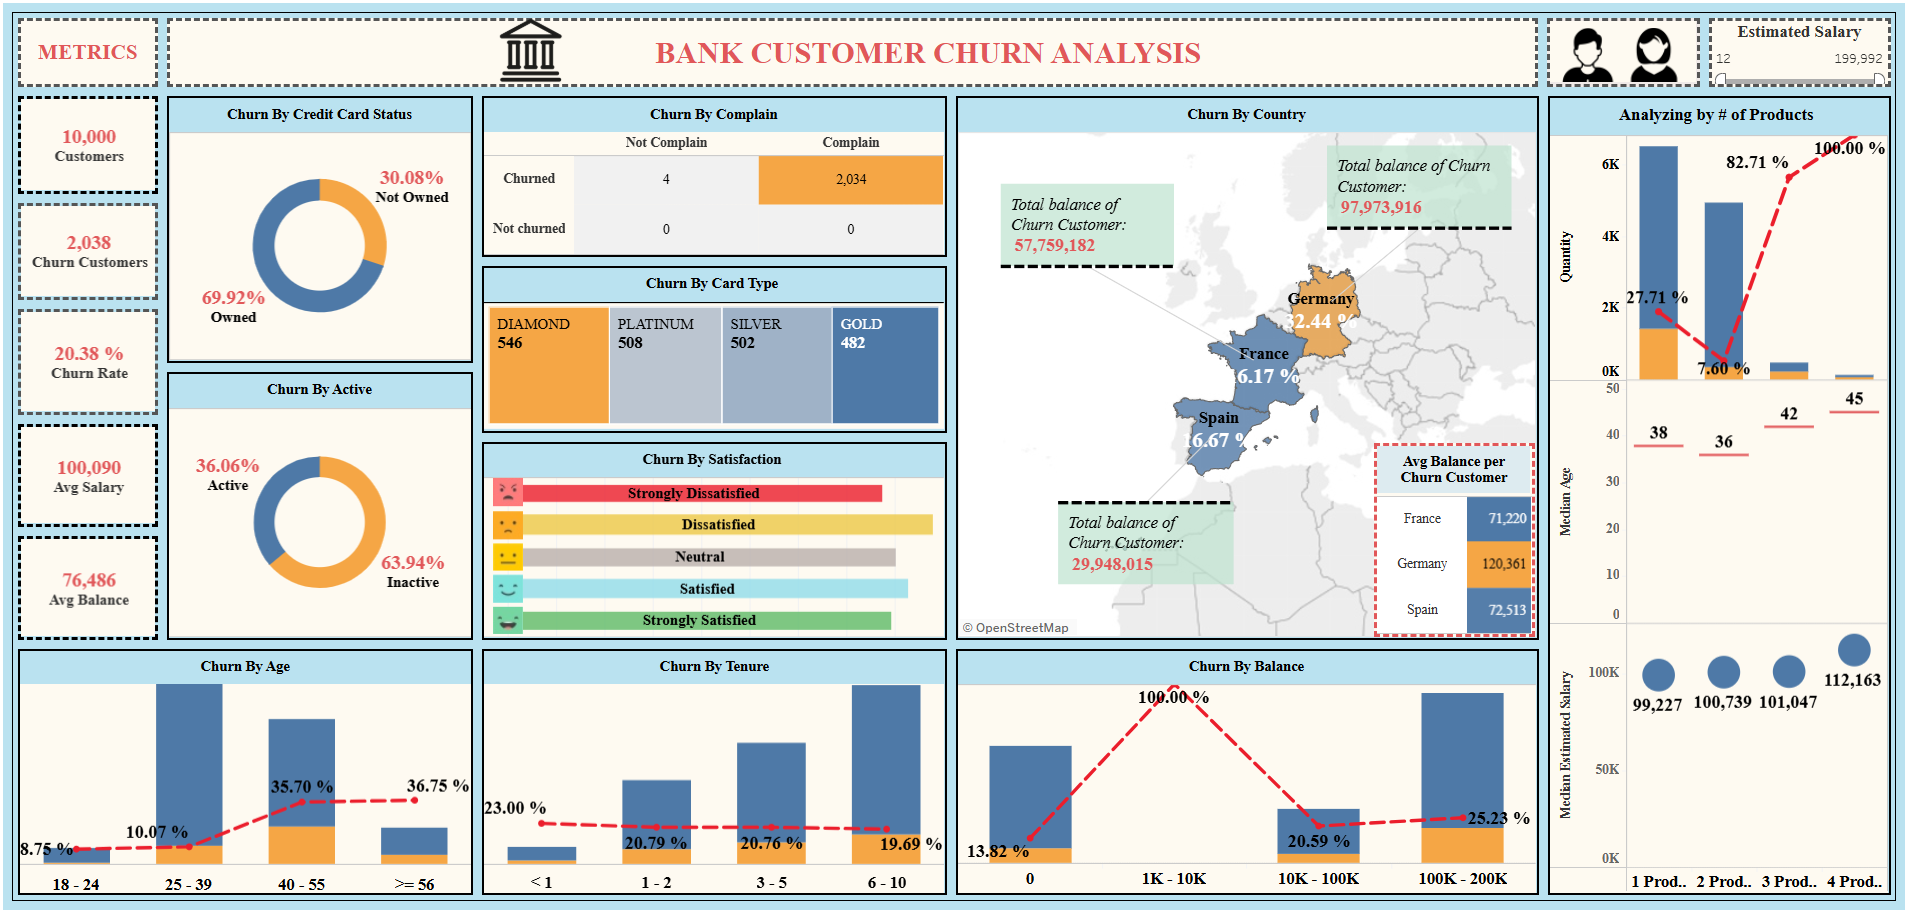 METRICS
BANK CUSTOMER CHURN ANALYSIS
Estimated Salary
12
199,992
10,000
Customers
2,038
Churn Customers
20.38 %
Churn Rate
100,090
Avg Salary
76,486
Avg Balance
Churn By Credit Card Status
30.08%
Not Owned
69.92%
Owned
Churn By Active
36.06%
Active
63.94%
Inactive
Churn By Complain
Not Complain
Complain
Churned
4
2,034
Not churned
0
0
Churn By Card Type
DIAMOND
546
PLATINUM
508
SILVER
502
GOLD
482
Churn By Satisfaction
Strongly Dissatisfied
Dissatisfied
Neutral
Satisfied
Strongly Satisfied
Churn By Country
Total balance of Churn
Customer:
97,973,916
Total balance of
Churn Customer:
57,759,182
Germany
32.44 %
France
6.17 %
Spain
6.67 %
Total balance of
Churn Customer:
29,948,015
Avg Balance per
Churn Customer
France
71,220
Germany
120,361
Spain
72,513
© OpenStreetMap
Analyzing by # of Products
Quantity
6K
4K
2K
0K
27.71 %
7.60 %
82.71 %
100.00 %
Median Age
50
40
30
20
10
0
38
36
42
45
Median Estimated Salary
100K
50K
0K
99,227
100,739
101,047
112,163
1 Prod..
2 Prod..
3 Prod..
4 Prod..
Churn By Age
8.75 %
10.07 %
35.70 %
36.75 %
18 - 24
25 - 39
40 - 55
>= 56
Churn By Tenure
23.00 %
20.79 %
20.76 %
19.69 %
< 1
1 - 2
3 - 5
6 - 10
Churn By Balance
13.82 %
100.00 %
20.59 %
25.23 %
0
1K - 10K
10K - 100K
100K - 200K